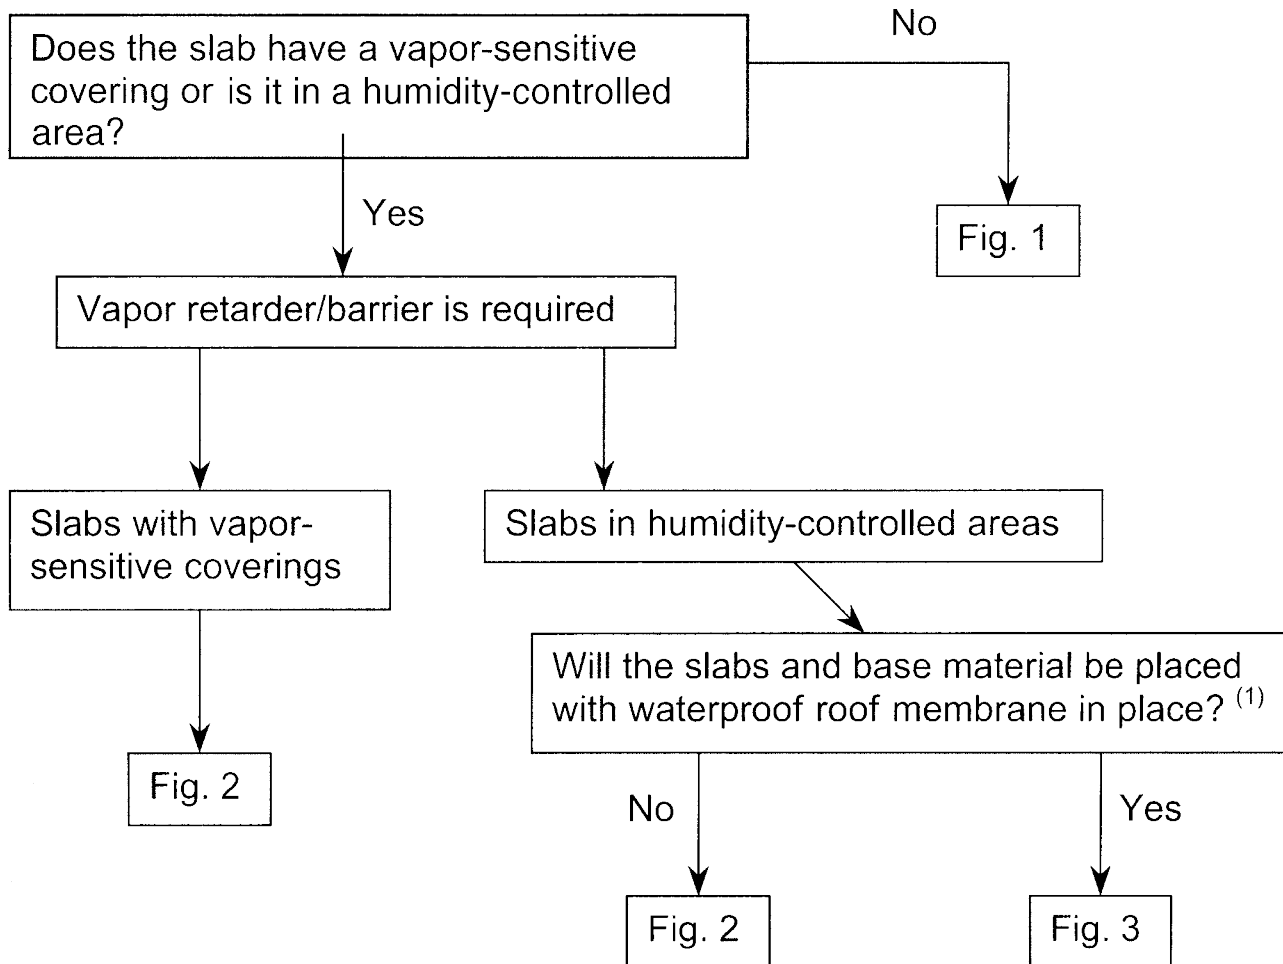 No
Does the slab have a vapor-sensitive
covering or is it in a humidity-controlled
area?
Yes
Fig. 1
Vapor retarder/barrier is required
Slabs with vapor-
sensitive coverings
Slabs in humidity-controlled areas
Will the slabs and base material be placed
with waterproof roof membrane in place? (1)
Fig. 2
No
Yes
Fig. 2
Fig. 3